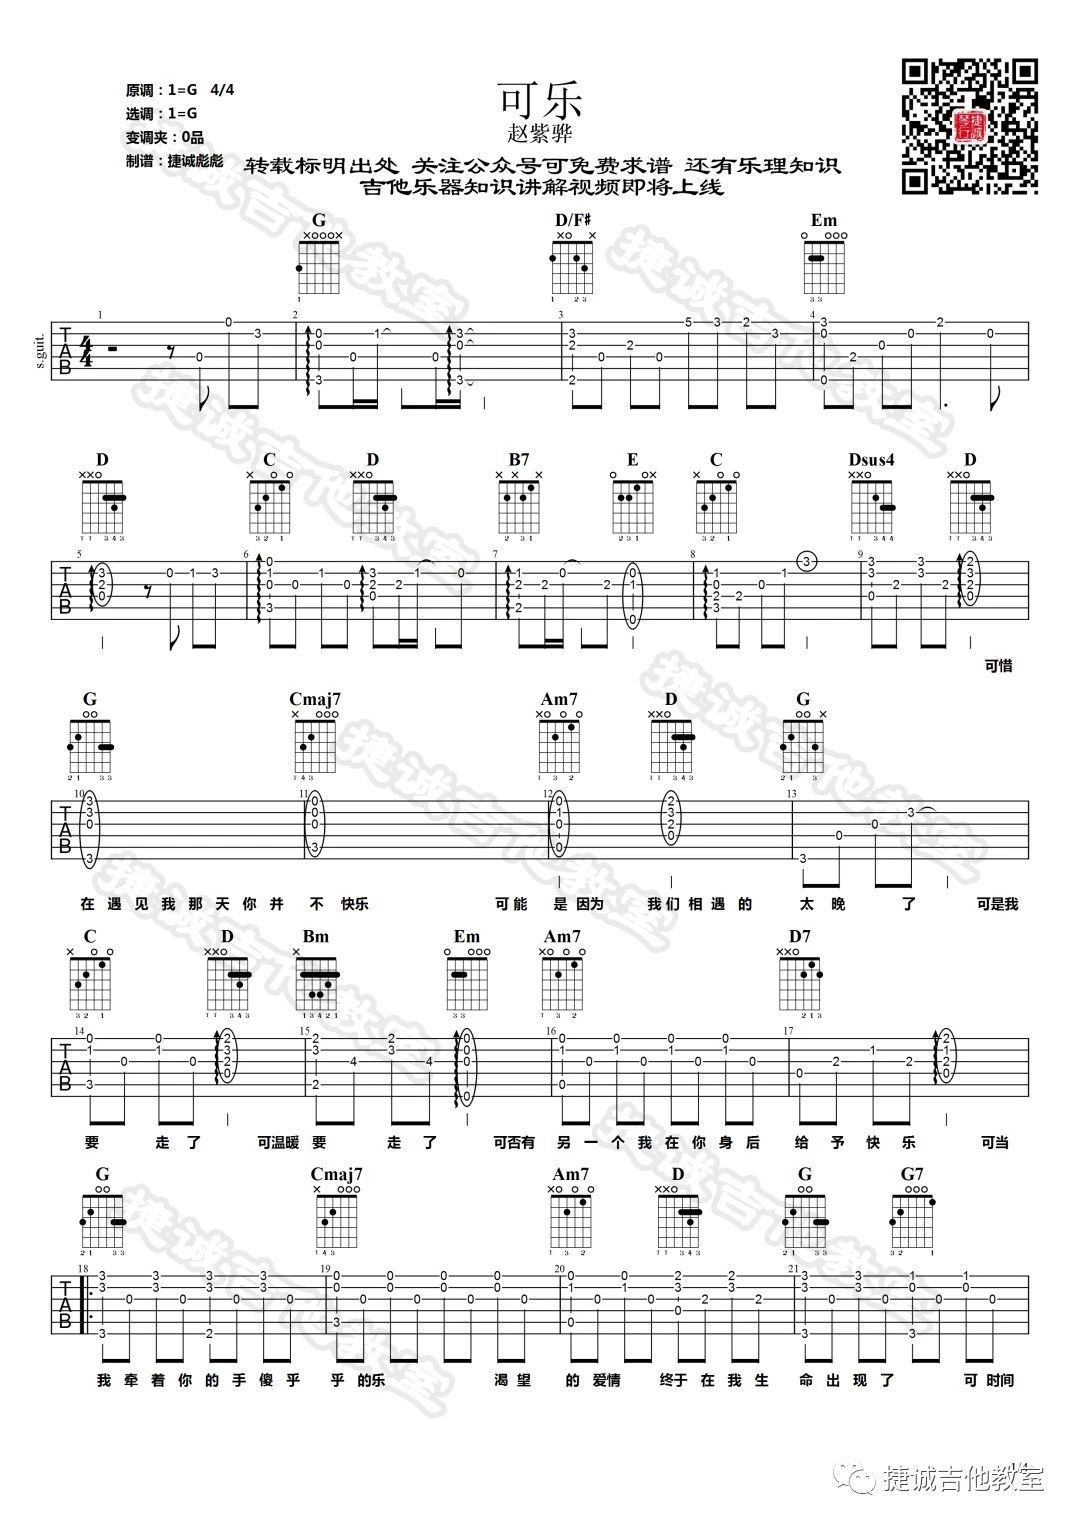 原调：1=G 4/4
选调：1=G
变调夹：0品
制谱：捷诚彪彪
可乐
赵紫骅
转载标明出处 关注公众号可免费求谱 还有乐理知识
吉他乐器知识讲解视频即将上线
捷诚琴行
G D/F# Em
s.guit.
D C D B7 E C Dsus4 D
可惜
G Cmaj7 Am7 D G
在遇见我那天你并不快乐 可能是因为 我们相遇的 太晚了 可是我
C D Bm Em Am7 D7
要走了 可温暖要走了 可否有另一个我在你身后 给予快乐 可当
G Cmaj7 Am7 D G G7
我牵着你的手傻乎乎的乐 渴望的爱情 终于在我生命出现了 可时间
1/4
捷诚吉他教室